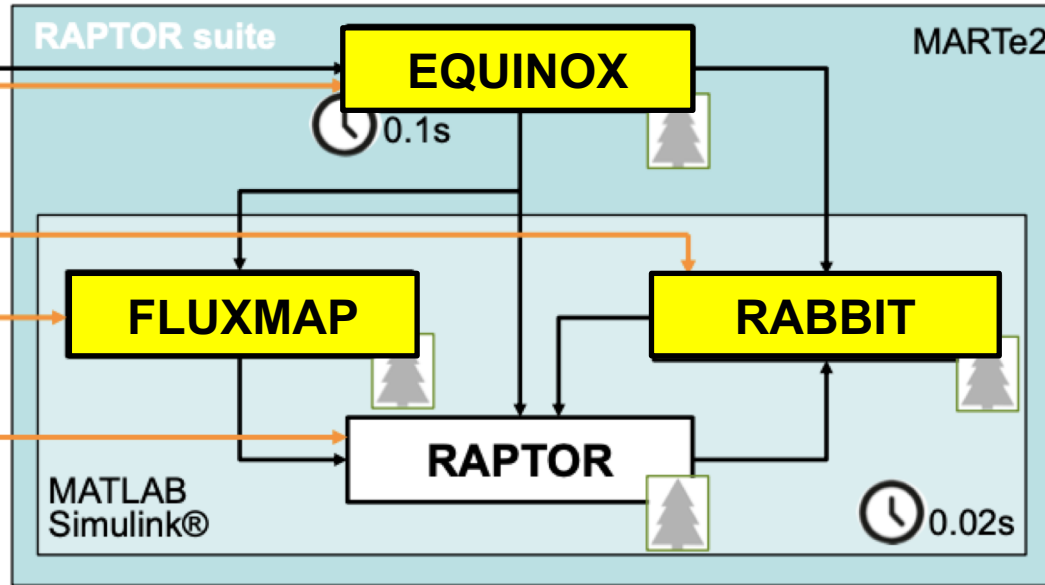 RAPTOR suite
MARTe2
EQUINOX
0.1s
FLUXMAP
RABBIT
RAPTOR
MATLAB
Simulink®
0.02s